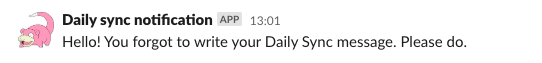 Daily sync notification APP 13:01
Hello! You forgot to write your Daily Sync message. Please do.